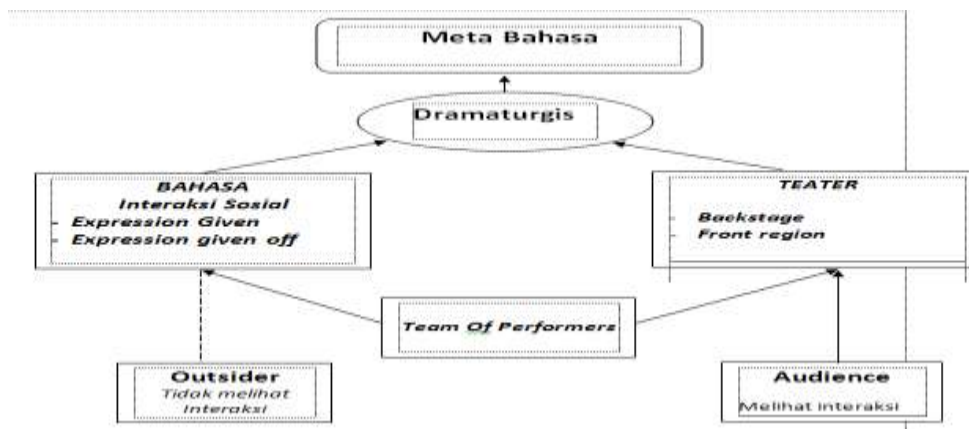 Meta Bahasa
Dramaturgis
BAHASA
Interaksi Sosial
- Expression Given
- Expression given off
TEATER
- Backstage
- Front region
Team Of Performers
Outsider
Tidak melihat
Interaksi
Audience
Melihat Interaksi